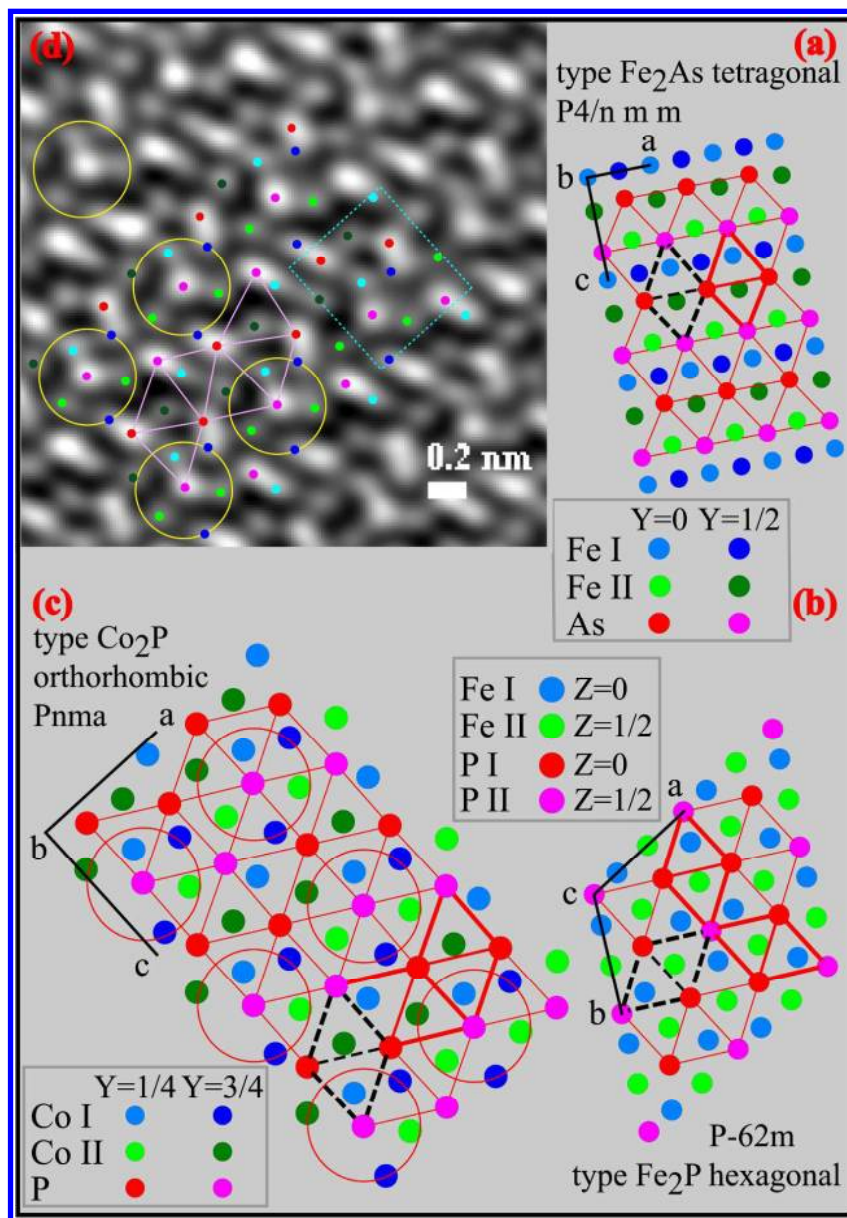 (d)
0.2 nm
(a)
type Fe2As tetragonal
P4/n m m
a
b
c
Y=0 Y=1/2
Fe I
Fe II
As
(c)
type Co2P
orthorhombic
Pnma
a
b
c
Y=1/4 Y=3/4
Co I
Co II
P
(b)
Fe I Z=0
Fe II Z=1/2
P I Z=0
P II Z=1/2
a
c
b
P-62m
type Fe2P hexagonal